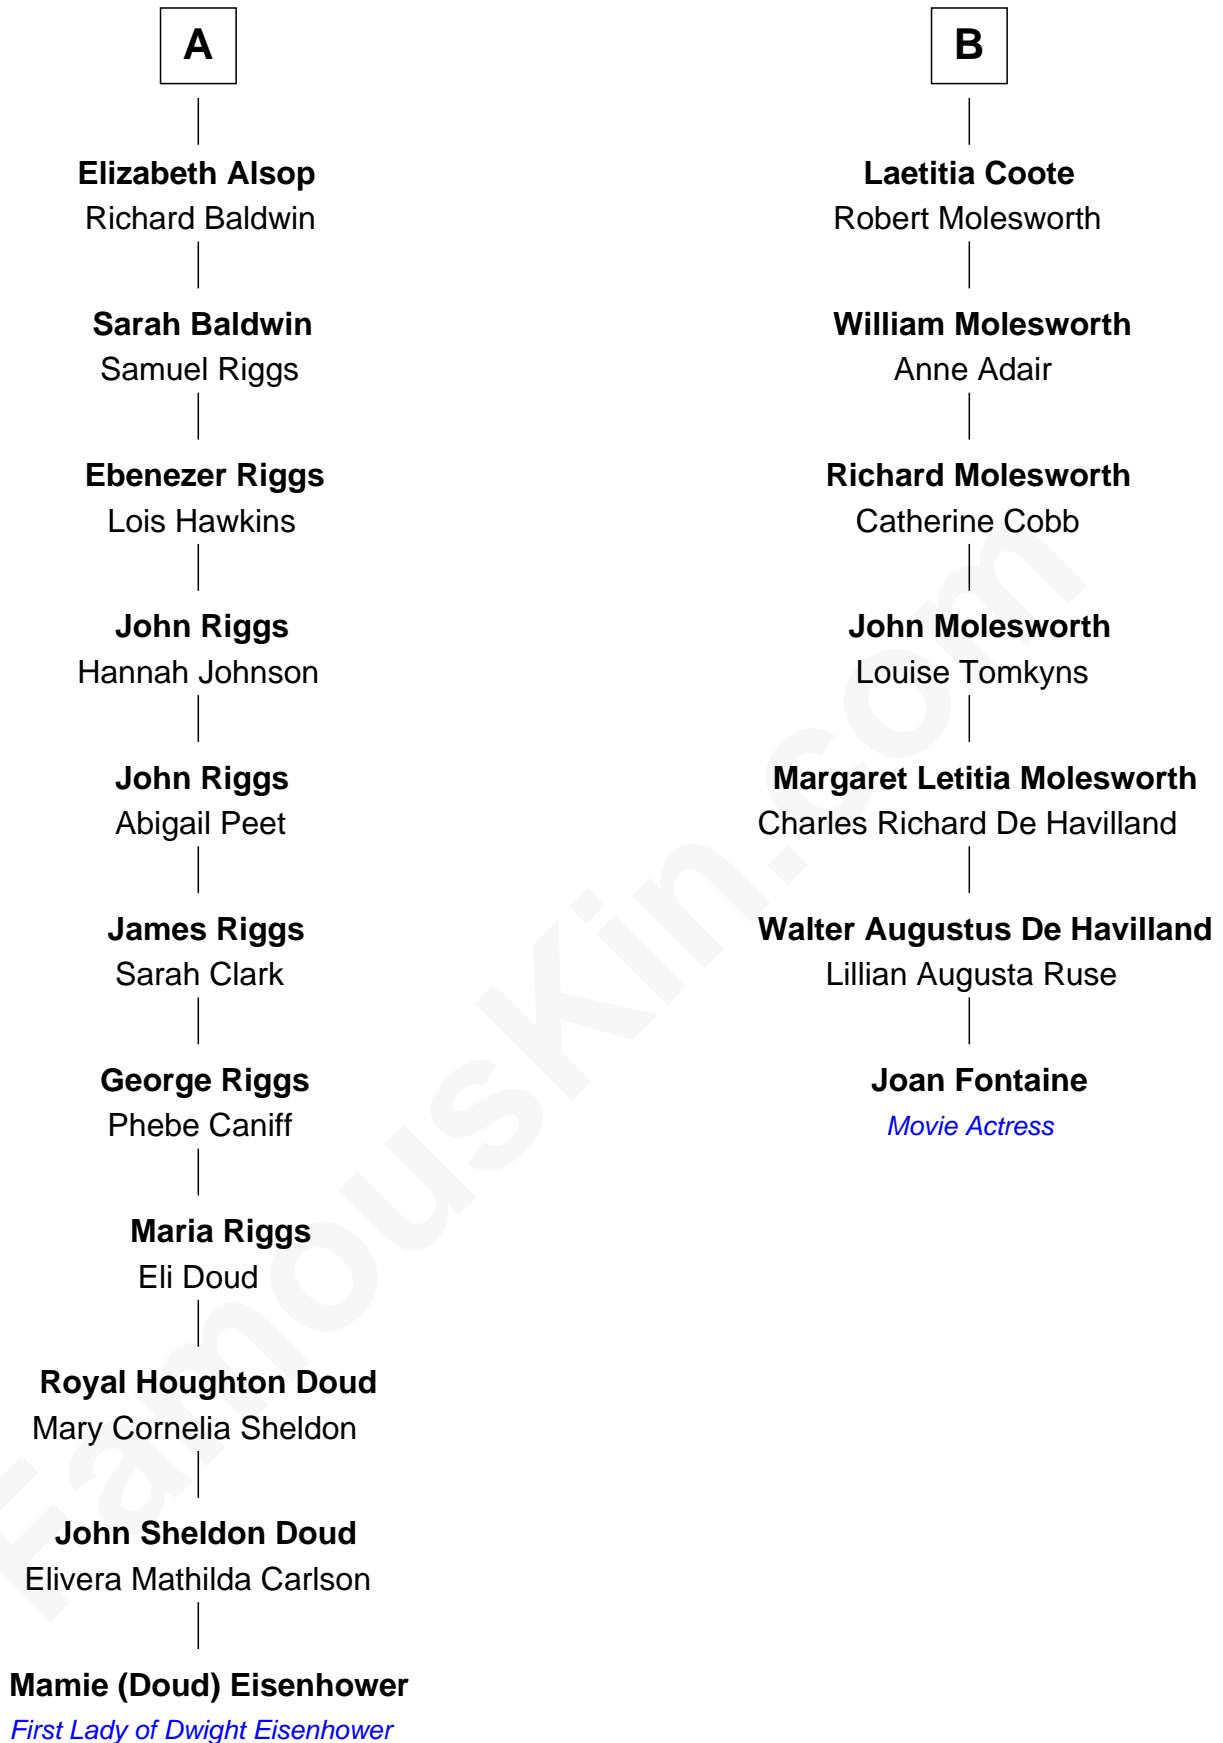 A
Elizabeth Alsop
Richard Baldwin
Sarah Baldwin
Samuel Riggs
Ebenezer Riggs
Lois Hawkins
John Riggs
Hannah Johnson
John Riggs
Abigail Peet
James Riggs
Sarah Clark
George Riggs
Phebe Caniff
Maria Riggs
Eli Doud
Royal Houghton Doud
Mary Cornelia Sheldon
John Sheldon Doud
Elivera Mathilda Carlson
Mamie (Doud) Eisenhower
First Lady of Dwight Eisenhower
B
Laetitia Coote
Robert Molesworth
William Molesworth
Anne Adair
Richard Molesworth
Catherine Cobb
John Molesworth
Louise Tomkyns
Margaret Letitia Molesworth
Charles Richard De Havilland
Walter Augustus De Havilland
Lillian Augusta Ruse
Joan Fontaine
Movie Actress
FamousKin.com